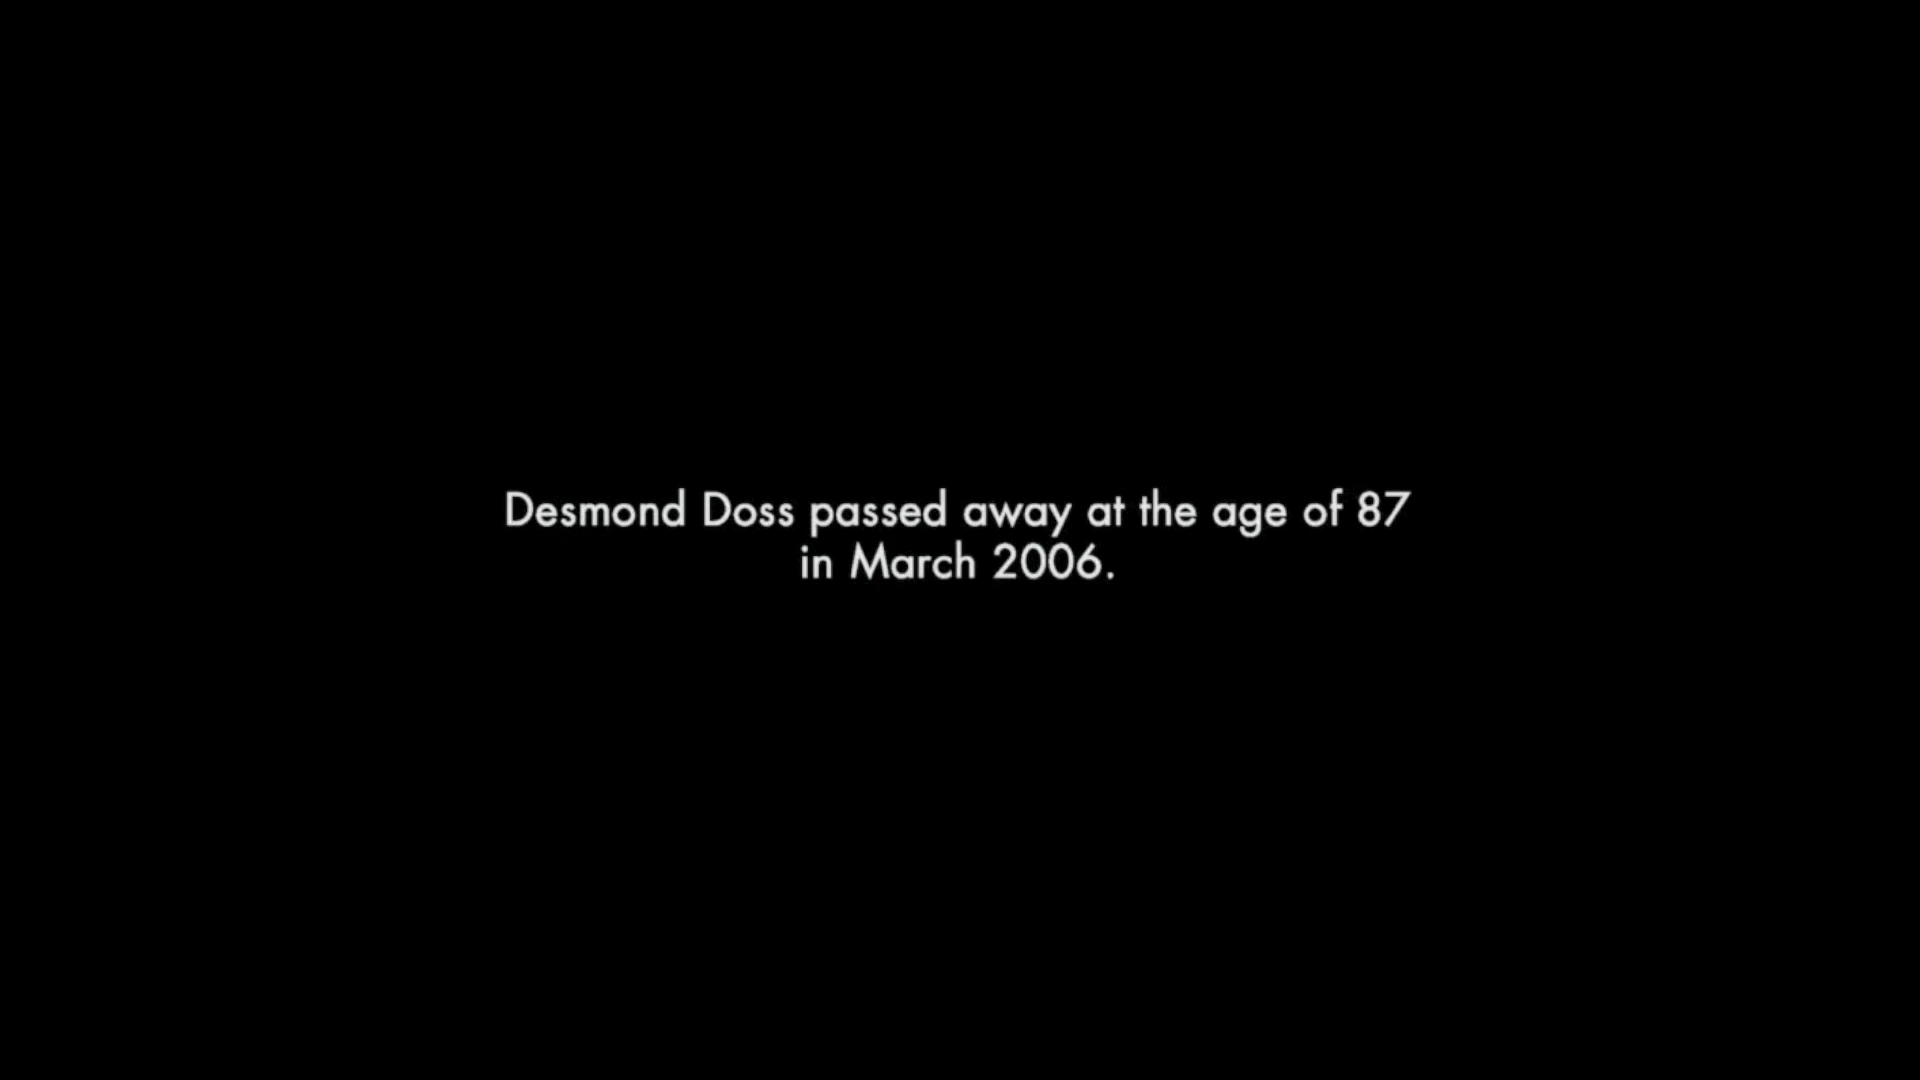 Desmond Doss passed away at the age of 87
in March 2006.